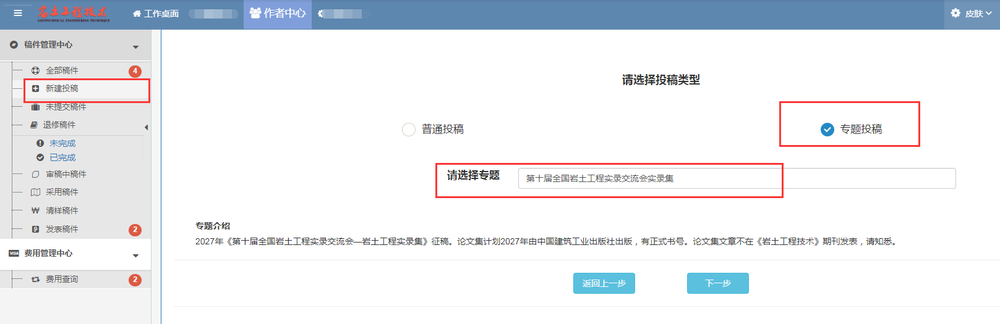 岩土工程技术
GEOTECHNICAL ENGINEERING TECHNIQUE
工作桌面
作者中心
皮肤
稿件管理中心
全部稿件 4
新建投稿
未提交稿件
退修稿件
未完成
已完成
审稿中稿件
采用稿件
清样稿件
发表稿件 2
VISA 费用管理中心
费用查询 2
请选择投稿类型
普通投稿 专题投稿
请选择专题 第十届全国岩土工程实录交流会实录集
专题介绍
2027年《第十届全国岩土工程实录交流会—岩土工程实录集》征稿。论文集计划2027年由中国建筑工业出版社出版，有正式书号。论文集文章不在《岩土工程技术》期刊发表，请知悉。
返回上一步 下一步